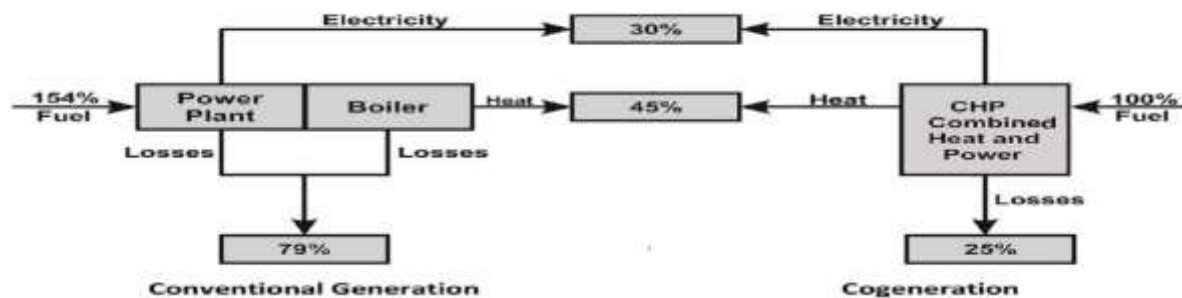 Electricity
30%
Electricity
154%
Fuel
Power
Plant
Boiler
Heat
45%
Heat
CHP
Combined
Heat and
Power
100%
Fuel
Losses
Losses
Losses
79%
25%
Conventional Generation
Cogeneration